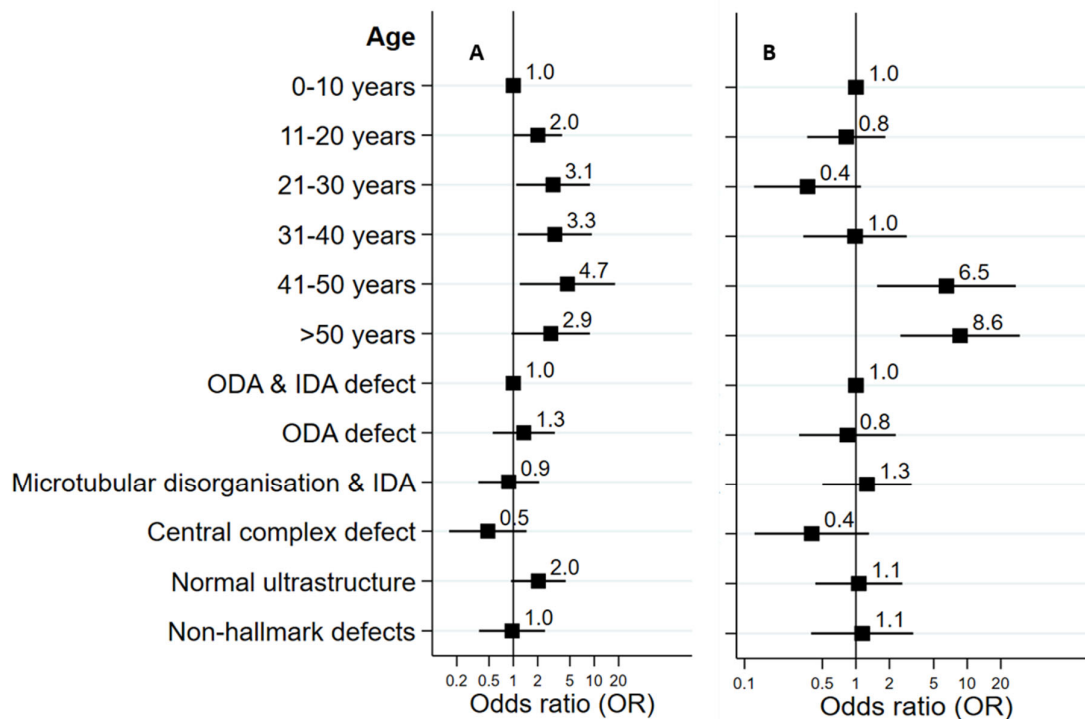 Age
A
B
0-10 years
1.0
1.0
11-20 years
2.0
0.8
21-30 years
3.1
0.4
31-40 years
3.3
1.0
41-50 years
4.7
6.5
>50 years
2.9
8.6
ODA & IDA defect
1.0
1.0
ODA defect
1.3
0.8
Microtubular disorganisation & IDA
0.9
1.3
Central complex defect
0.5
0.4
Normal ultrastructure
2.0
1.1
Non-hallmark defects
1.0
1.1
0.2 0.5 1 2 5 10 20
0.1 0.5 1 2 5 10 20
Odds ratio (OR)
Odds ratio (OR)